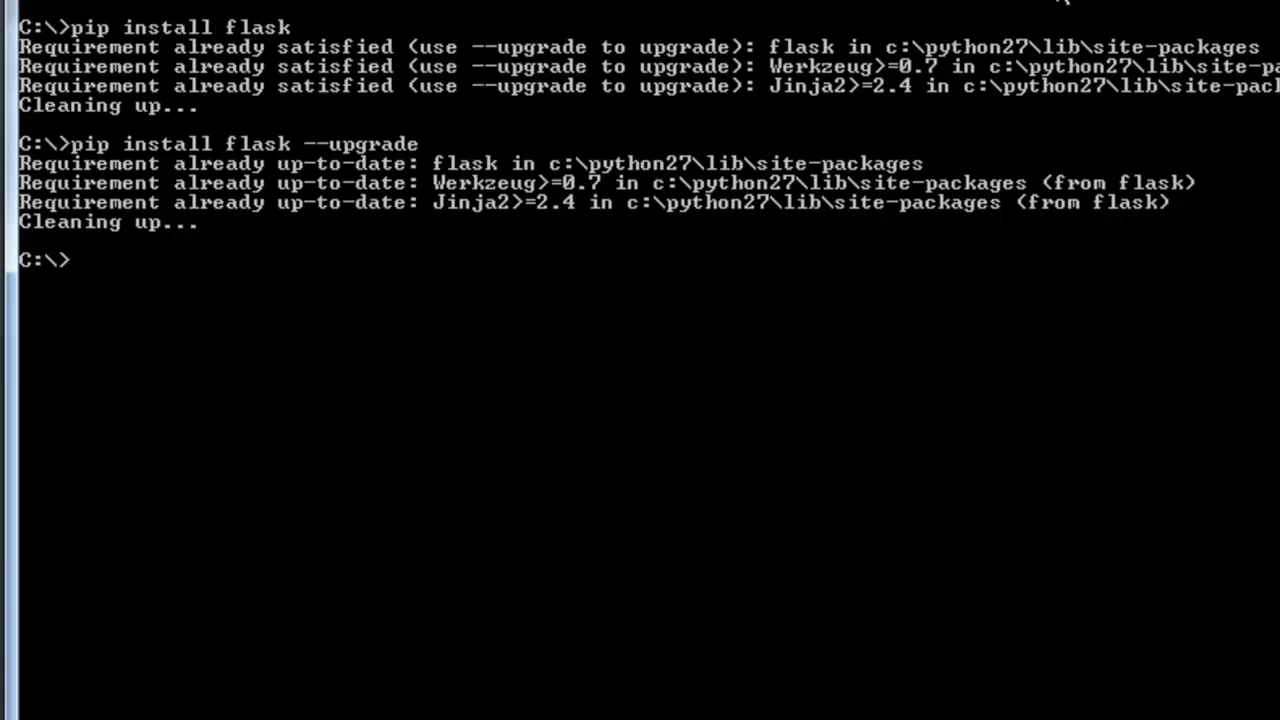 C:\>pip install flask
Requirement already satisfied (use --upgrade to upgrade): flask in c:\python27\lib\site-packages
Requirement already satisfied (use --upgrade to upgrade): Werkzeug>=0.7 in c:\python27\lib\site-pa
Requirement already satisfied (use --upgrade to upgrade): Jinja2>=2.4 in c:\python27\lib\site-pack
Cleaning up...
C:\>pip install flask --upgrade
Requirement already up-to-date: flask in c:\python27\lib\site-packages
Requirement already up-to-date: Werkzeug>=0.7 in c:\python27\lib\site-packages (from flask)
Requirement already up-to-date: Jinja2>=2.4 in c:\python27\lib\site-packages (from flask)
Cleaning up...
C:\>